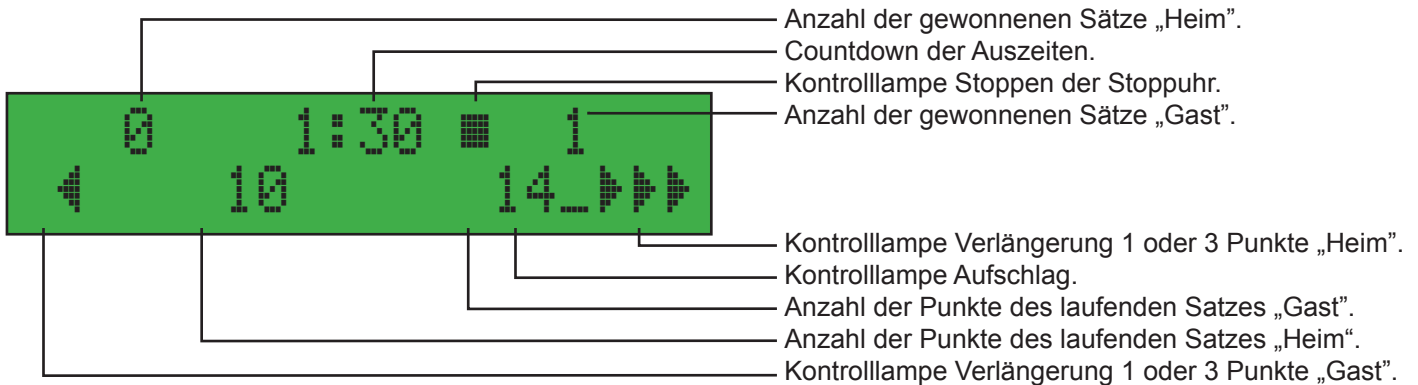 Anzahl der gewonnenen Sätze „Heim”.
Countdown der Auszeiten.
Kontrolllampe Stoppen der Stoppuhr.
Anzahl der gewonnenen Sätze „Gast”.
0 1:30 1
10 14_
Kontrolllampe Verlängerung 1 oder 3 Punkte „Heim”.
Kontrolllampe Aufschlag.
Anzahl der Punkte des laufenden Satzes „Gast”.
Anzahl der Punkte des laufenden Satzes „Heim“.
Kontrolllampe Verlängerung 1 oder 3 Punkte „Gast”.